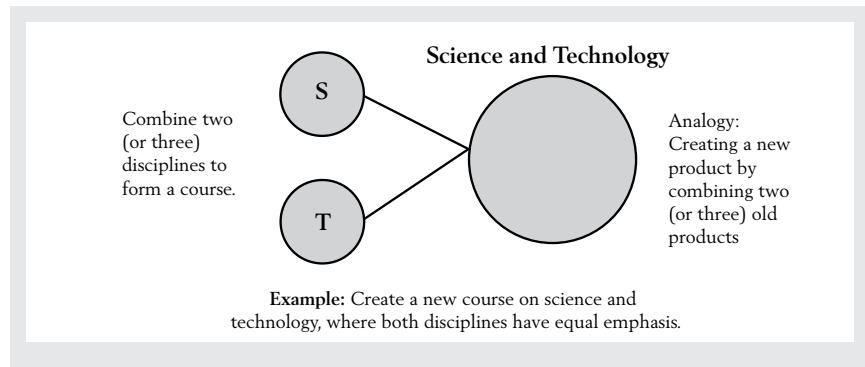 Science and Technology
S
T
Combine two
(or three)
disciplines to
form a course.
Analogy:
Creating a new
product by
combining two
(or three) old
products
Example: Create a new course on science and
technology, where both disciplines have equal emphasis.